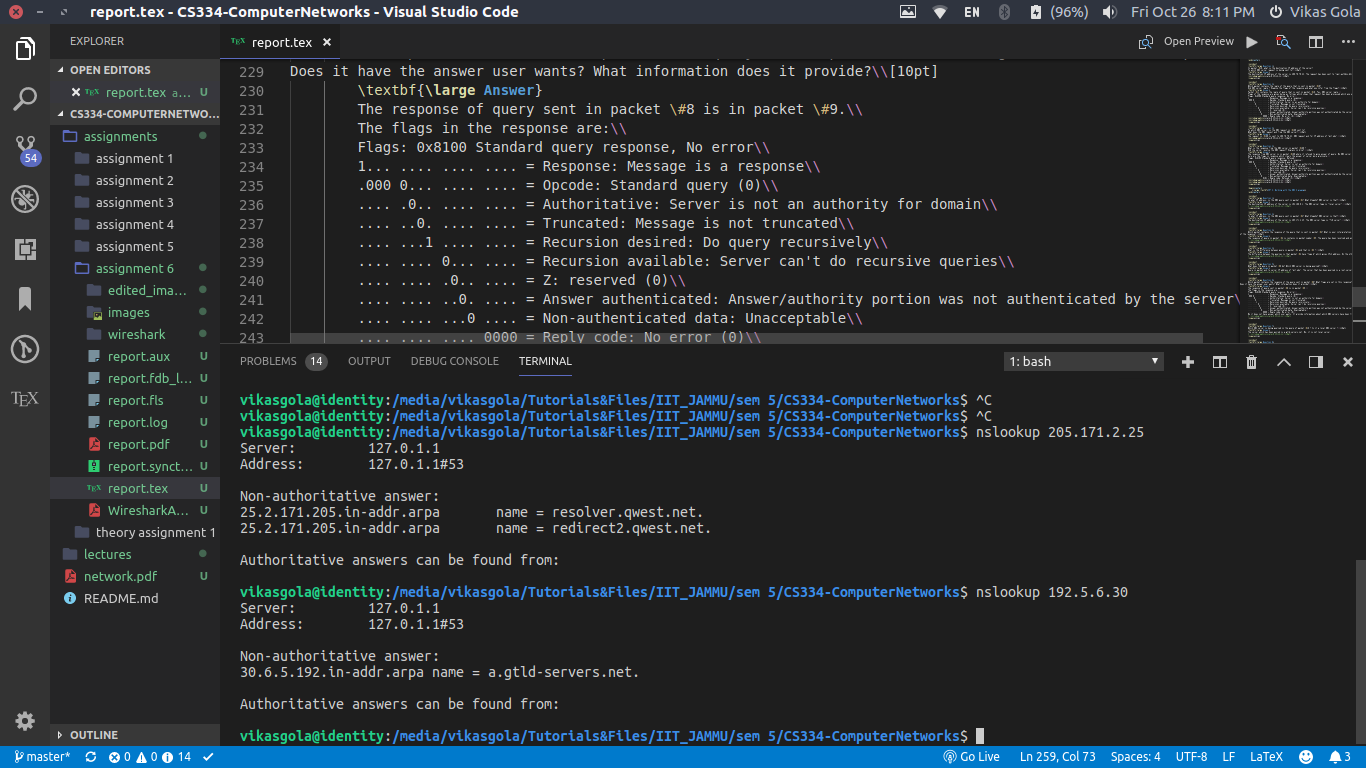 report.tex - CS334-ComputerNetworks - Visual Studio Code
EN
(96%)
Fri Oct 26 8:11 PM
Vikas Gola
EXPLORER
OPEN EDITORS
TEX report.tex a... U
CS334-COMPUTERNETWO...
assignments
assignment 1
assignment 2
assignment 3
assignment 4
assignment 5
assignment 6
edited_ima...
images
wireshark
report.aux U
report.fdb_l... U
report.fls U
report.log U
report.pdf U
report.synct... U
TEX report.tex U
WiresharkA... U
theory assignment 1
lectures
network.pdf U
README.md
OUTLINE
54
TEX
TEX report.tex
Open Preview
229 Does it have the answer user wants? What information does it provide?\\[10pt]
230 \textbf{\large Answer}
231 The response of query sent in packet \#8 is in packet \#9.\\
232 The flags in the response are:\\
233 Flags: 0x8100 Standard query response, No error\\
234 1... .... .... .... = Response: Message is a response\\
235 .000 0... .... .... = Opcode: Standard query (0)\\
236 .... .0.. .... .... = Authoritative: Server is not an authority for domain\\
237 .... ..0. .... .... = Truncated: Message is not truncated\\
238 .... ...1 .... .... = Recursion desired: Do query recursively\\
239 .... .... 0... .... = Recursion available: Server can't do recursive queries\\
240 .... .... .0.. .... = Z: reserved (0)\\
241 .... .... ..0. .... = Answer authenticated: Answer/authority portion was not authenticated by the server\
242 .... .... ...0 .... = Non-authenticated data: Unacceptable\\
243 .... .... .... 0000 = Reply code: No error (0)\\
PROBLEMS 14 OUTPUT DEBUG CONSOLE TERMINAL
1: bash
vikasgola@identity:/media/vikasgola/Tutorials&Files/IIT_JAMMU/sem 5/CS334-ComputerNetworks$ ^C
vikasgola@identity:/media/vikasgola/Tutorials&Files/IIT_JAMMU/sem 5/CS334-ComputerNetworks$ ^C
vikasgola@identity:/media/vikasgola/Tutorials&Files/IIT_JAMMU/sem 5/CS334-ComputerNetworks$ nslookup 205.171.2.25
Server: 127.0.1.1
Address: 127.0.1.1#53
Non-authoritative answer:
25.2.171.205.in-addr.arpa name = resolver.qwest.net.
25.2.171.205.in-addr.arpa name = redirect2.qwest.net.
Authoritative answers can be found from:
vikasgola@identity:/media/vikasgola/Tutorials&Files/IIT_JAMMU/sem 5/CS334-ComputerNetworks$ nslookup 192.5.6.30
Server: 127.0.1.1
Address: 127.0.1.1#53
Non-authoritative answer:
30.6.5.192.in-addr.arpa name = a.gtld-servers.net.
Authoritative answers can be found from:
vikasgola@identity:/media/vikasgola/Tutorials&Files/IIT_JAMMU/sem 5/CS334-ComputerNetworks$
master* 0 0 14 Go Live Ln 259, Col 73 Spaces: 4 UTF-8 LF LaTeX 3